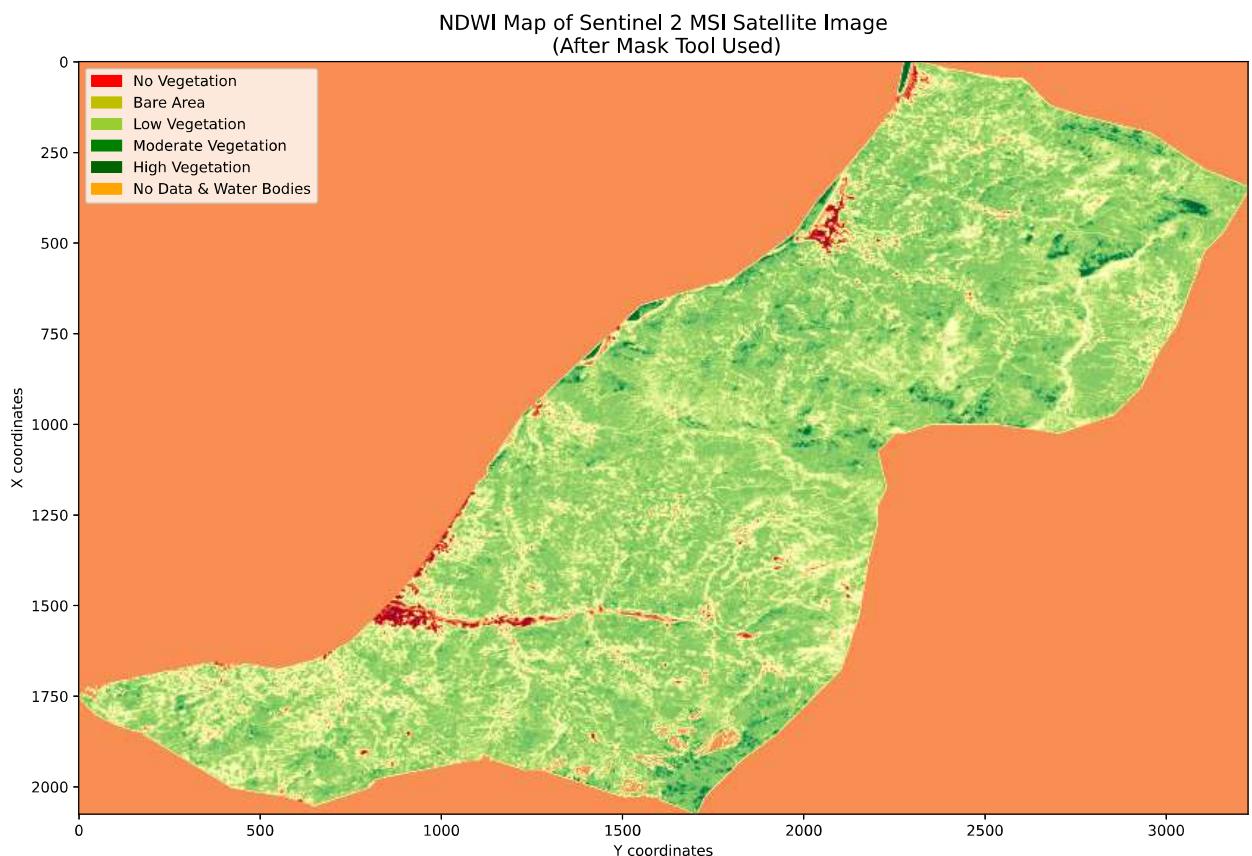 NDWI Map of Sentinel 2 MSI Satellite Image
(After Mask Tool Used)
No Vegetation
Bare Area
Low Vegetation
Moderate Vegetation
High Vegetation
No Data & Water Bodies
X coordinates
0
250
500
750
1000
1250
1500
1750
2000
0 500 1000 1500 2000 2500 3000
Y coordinates